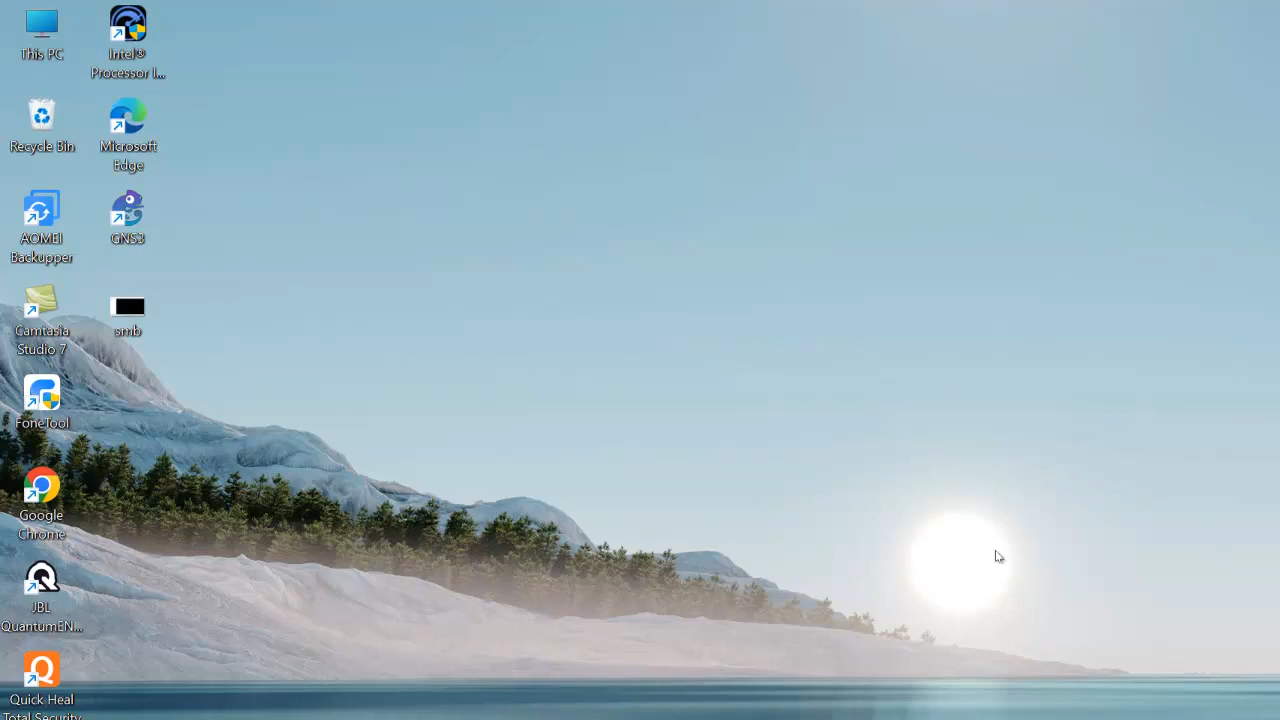 This PC
Intel®
Processor I...
Recycle Bin
Microsoft
Edge
AOMEI
Backupper
GNS3
Camtasia
Studio 7
smb
FoneTool
Google
Chrome
JBL
QuantumEN...
Quick Heal
Total Security